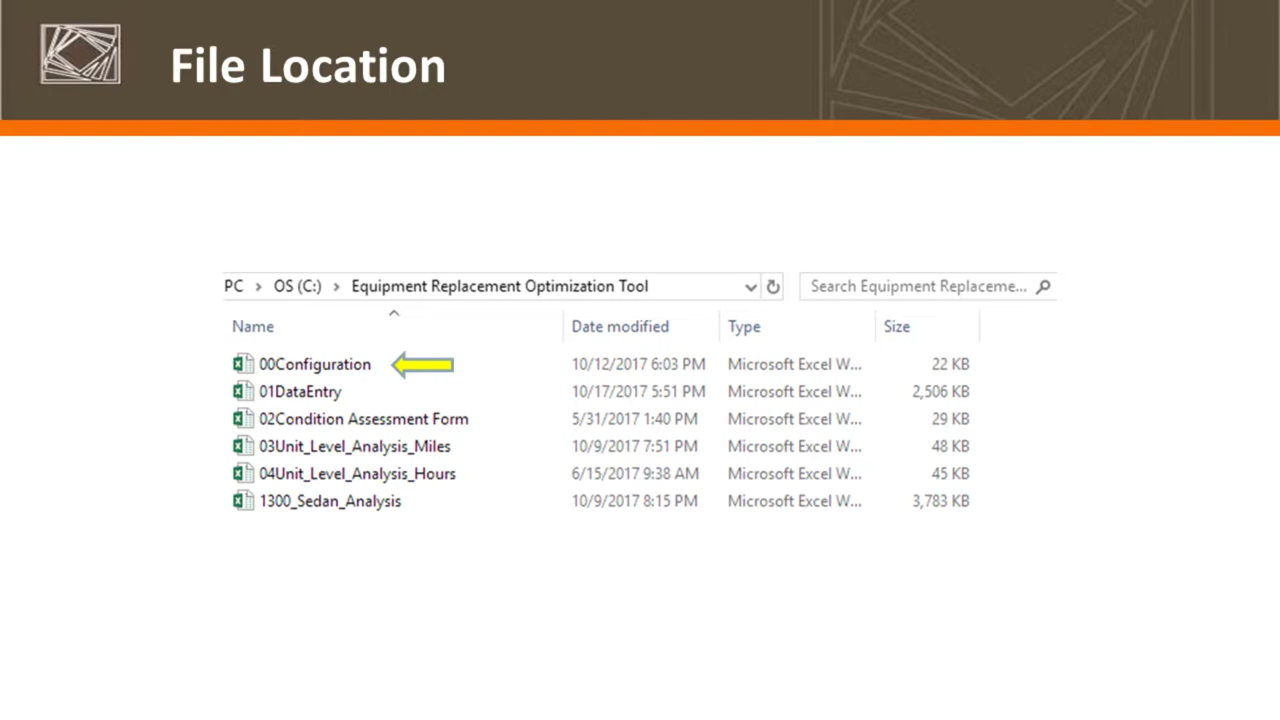 File Location
PC > OS (C:) > Equipment Replacement Optimization Tool
Search Equipment Replaceme...
Name Date modified Type Size
00Configuration 10/12/2017 6:03 PM Microsoft Excel W... 22 KB
01DataEntry 10/17/2017 5:51 PM Microsoft Excel W... 2,506 KB
02Condition Assessment Form 5/31/2017 1:40 PM Microsoft Excel W... 29 KB
03Unit_Level_Analysis_Miles 10/9/2017 7:51 PM Microsoft Excel W... 48 KB
04Unit_Level_Analysis_Hours 6/15/2017 9:38 AM Microsoft Excel W... 45 KB
1300_Sedan_Analysis 10/9/2017 8:15 PM Microsoft Excel W... 3,783 KB